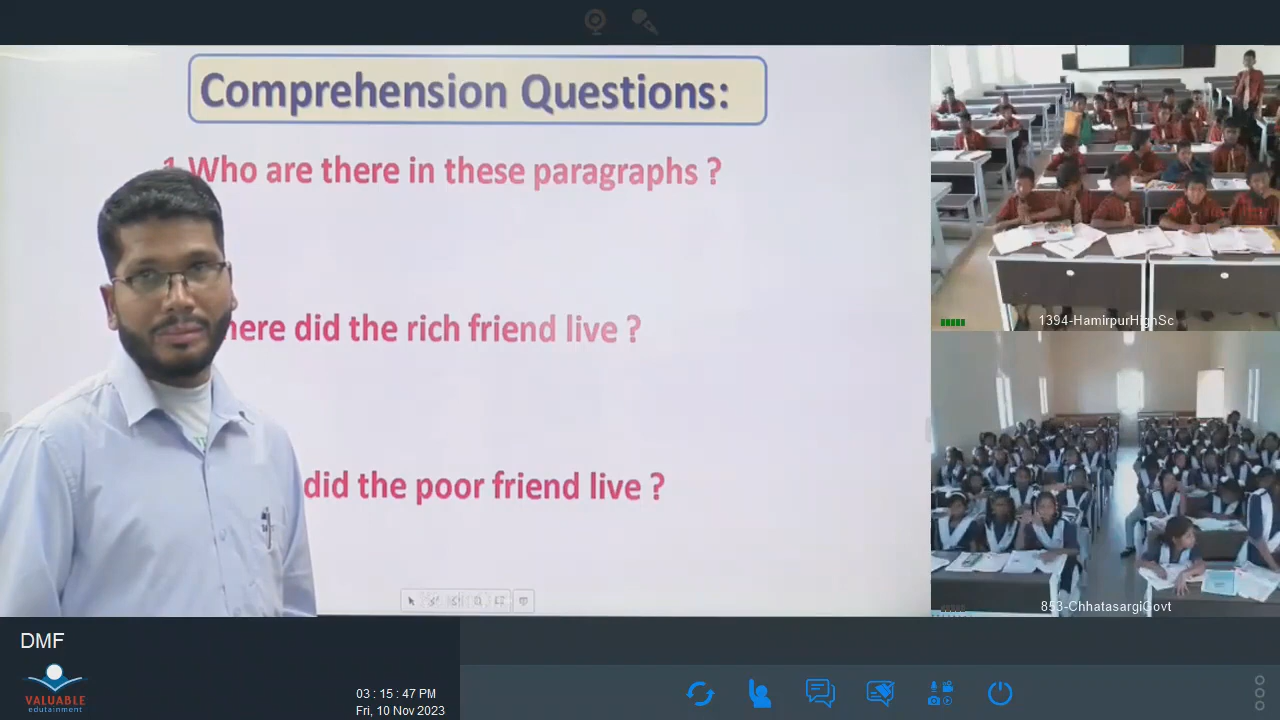 Comprehension Questions:
1 Who are there in these paragraphs ?
here did the rich friend live ?
did the poor friend live ?
1394-HamirpurHighSc
853-ChhatasargiGovt
DMF
VALUABLE
edutainment
03 : 15 : 47 PM
Fri, 10 Nov 2023